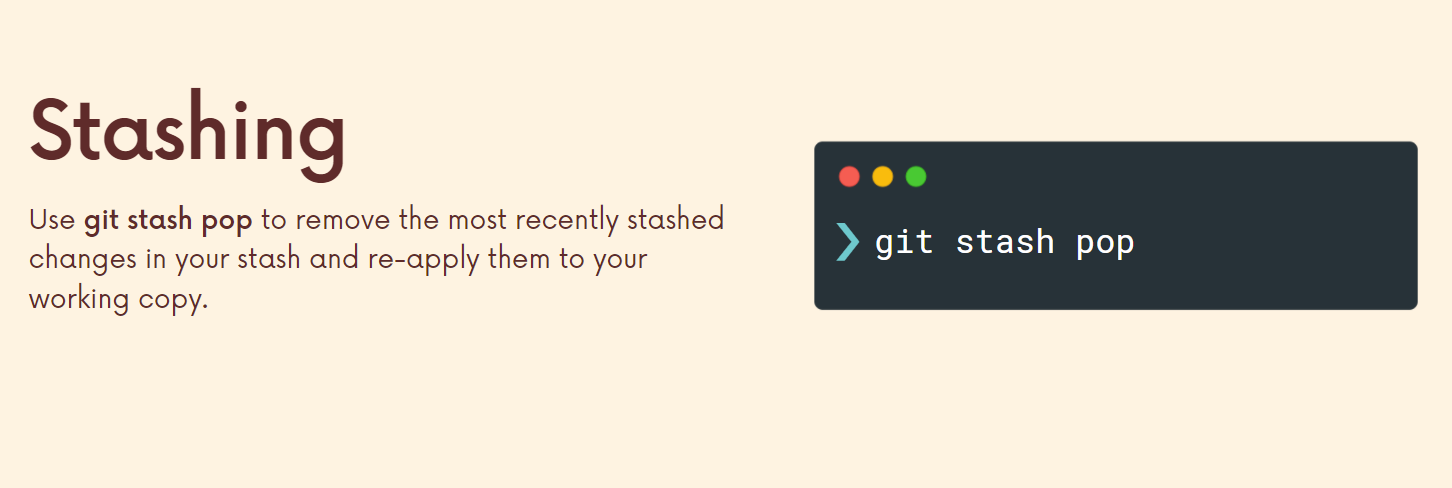 Stashing
Use git stash pop to remove the most recently stashed
changes in your stash and re-apply them to your
working copy.
❯ git stash pop